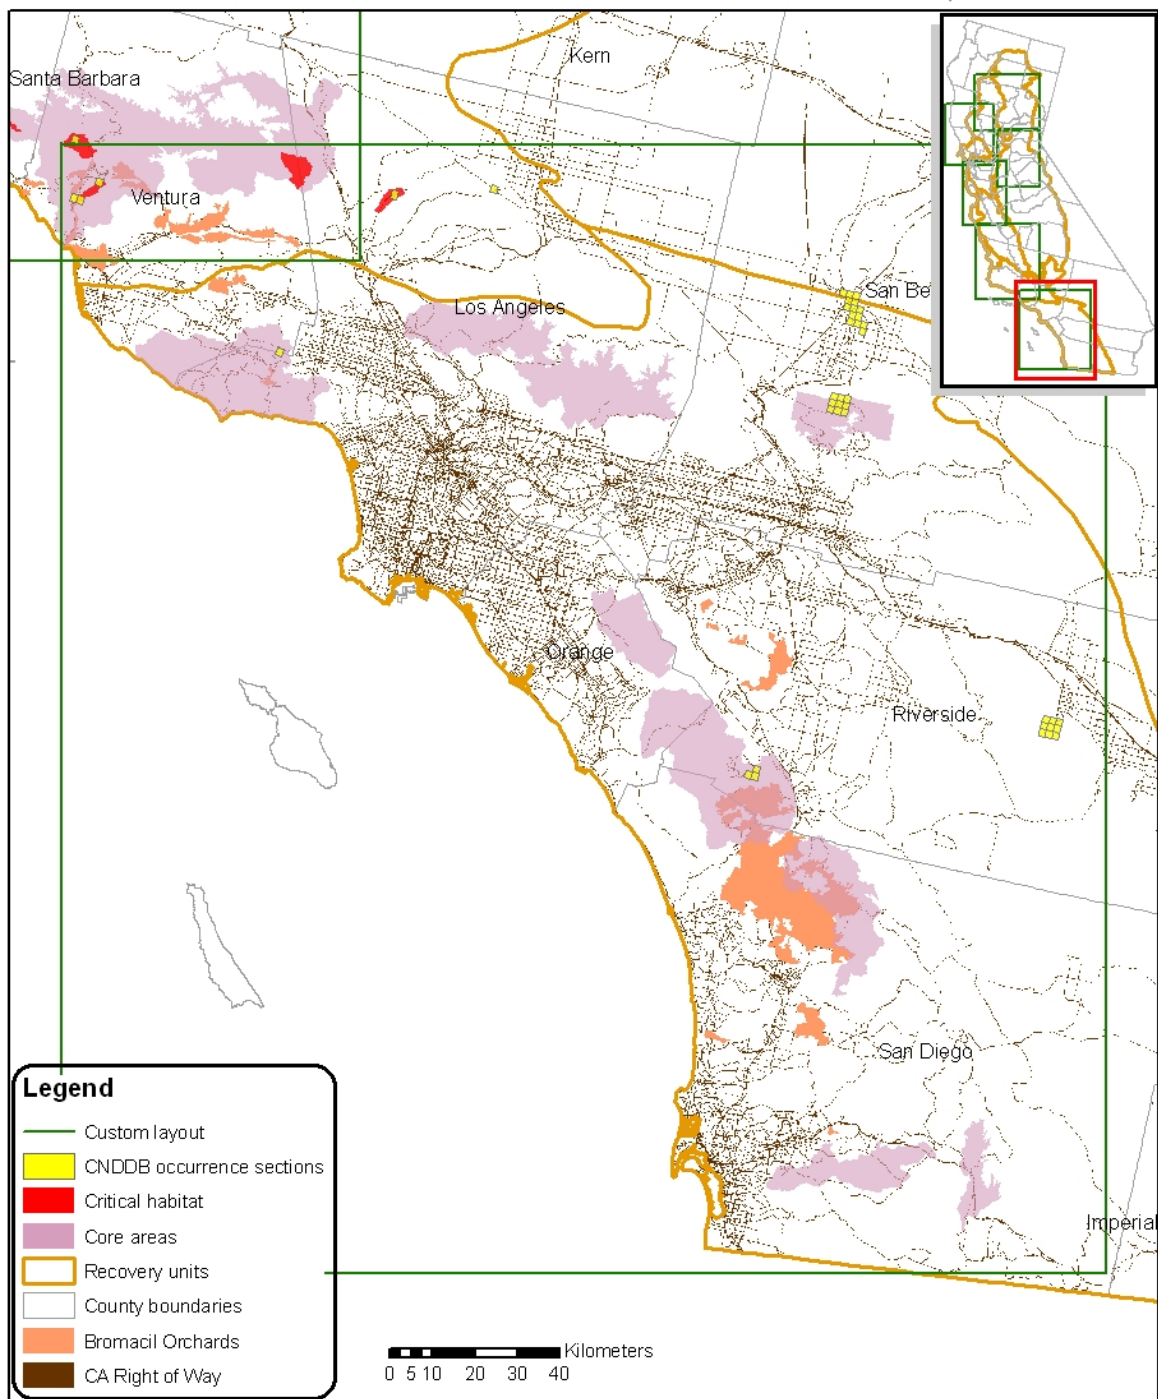 Kern
Santa Barbara
Ventura
San Be
Los Angeles
Orange
Riverside
San Diego
Imperial
Legend
Custom layout
CNDDB occurrence sections
Critical habitat
Core areas
Recovery units
County boundaries
Bromacil Orchards
CA Right of Way
Kilometers
0 5 10 20 30 40